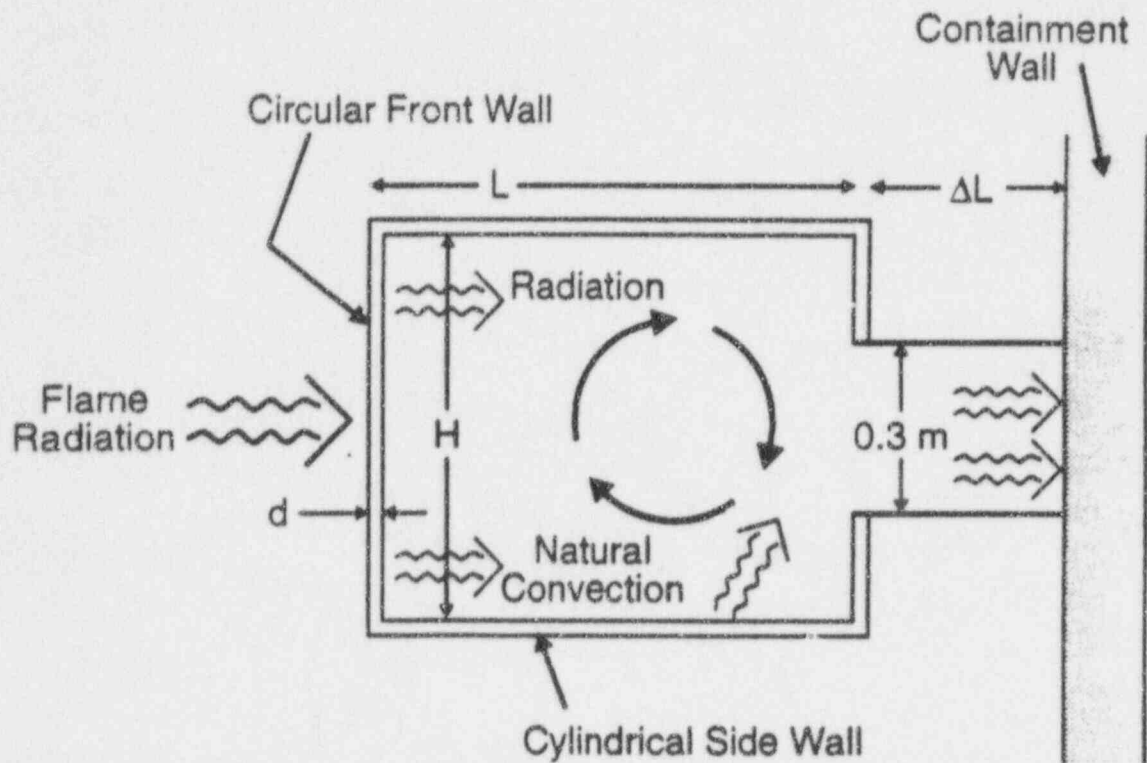 Containment
Wall
Circular Front Wall
L
ΔL
Radiation
Flame
Radiation
H
0.3 m
d
Natural
Convection
Cylindrical Side Wall